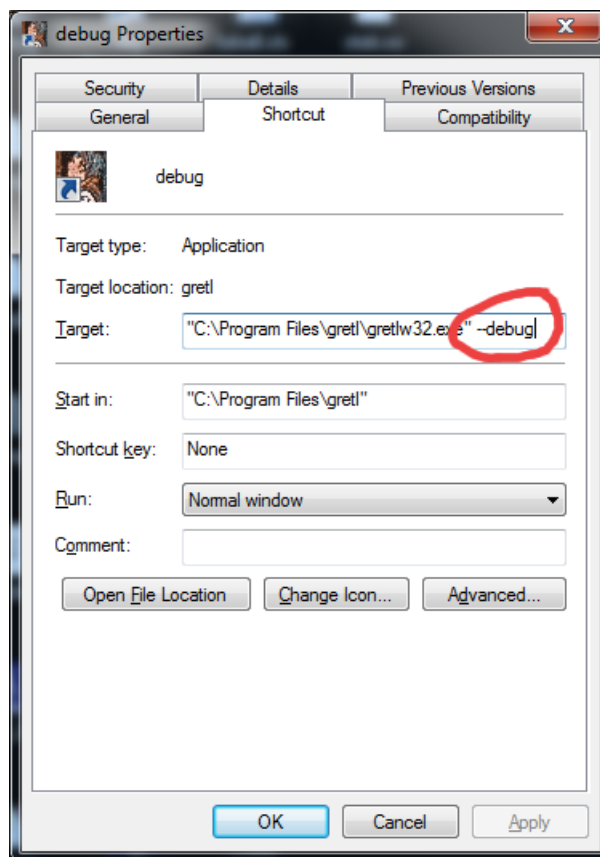 debug Properties
X
Security Details Previous Versions
General Shortcut Compatibility
debug
Target type: Application
Target location: gretl
Target: "C:\Program Files\gretl\gretlw32.exe" --debug
Start in: "C:\Program Files\gretl"
Shortcut key: None
Run: Normal window
Comment:
Open File Location Change Icon... Advanced...
OK Cancel Apply